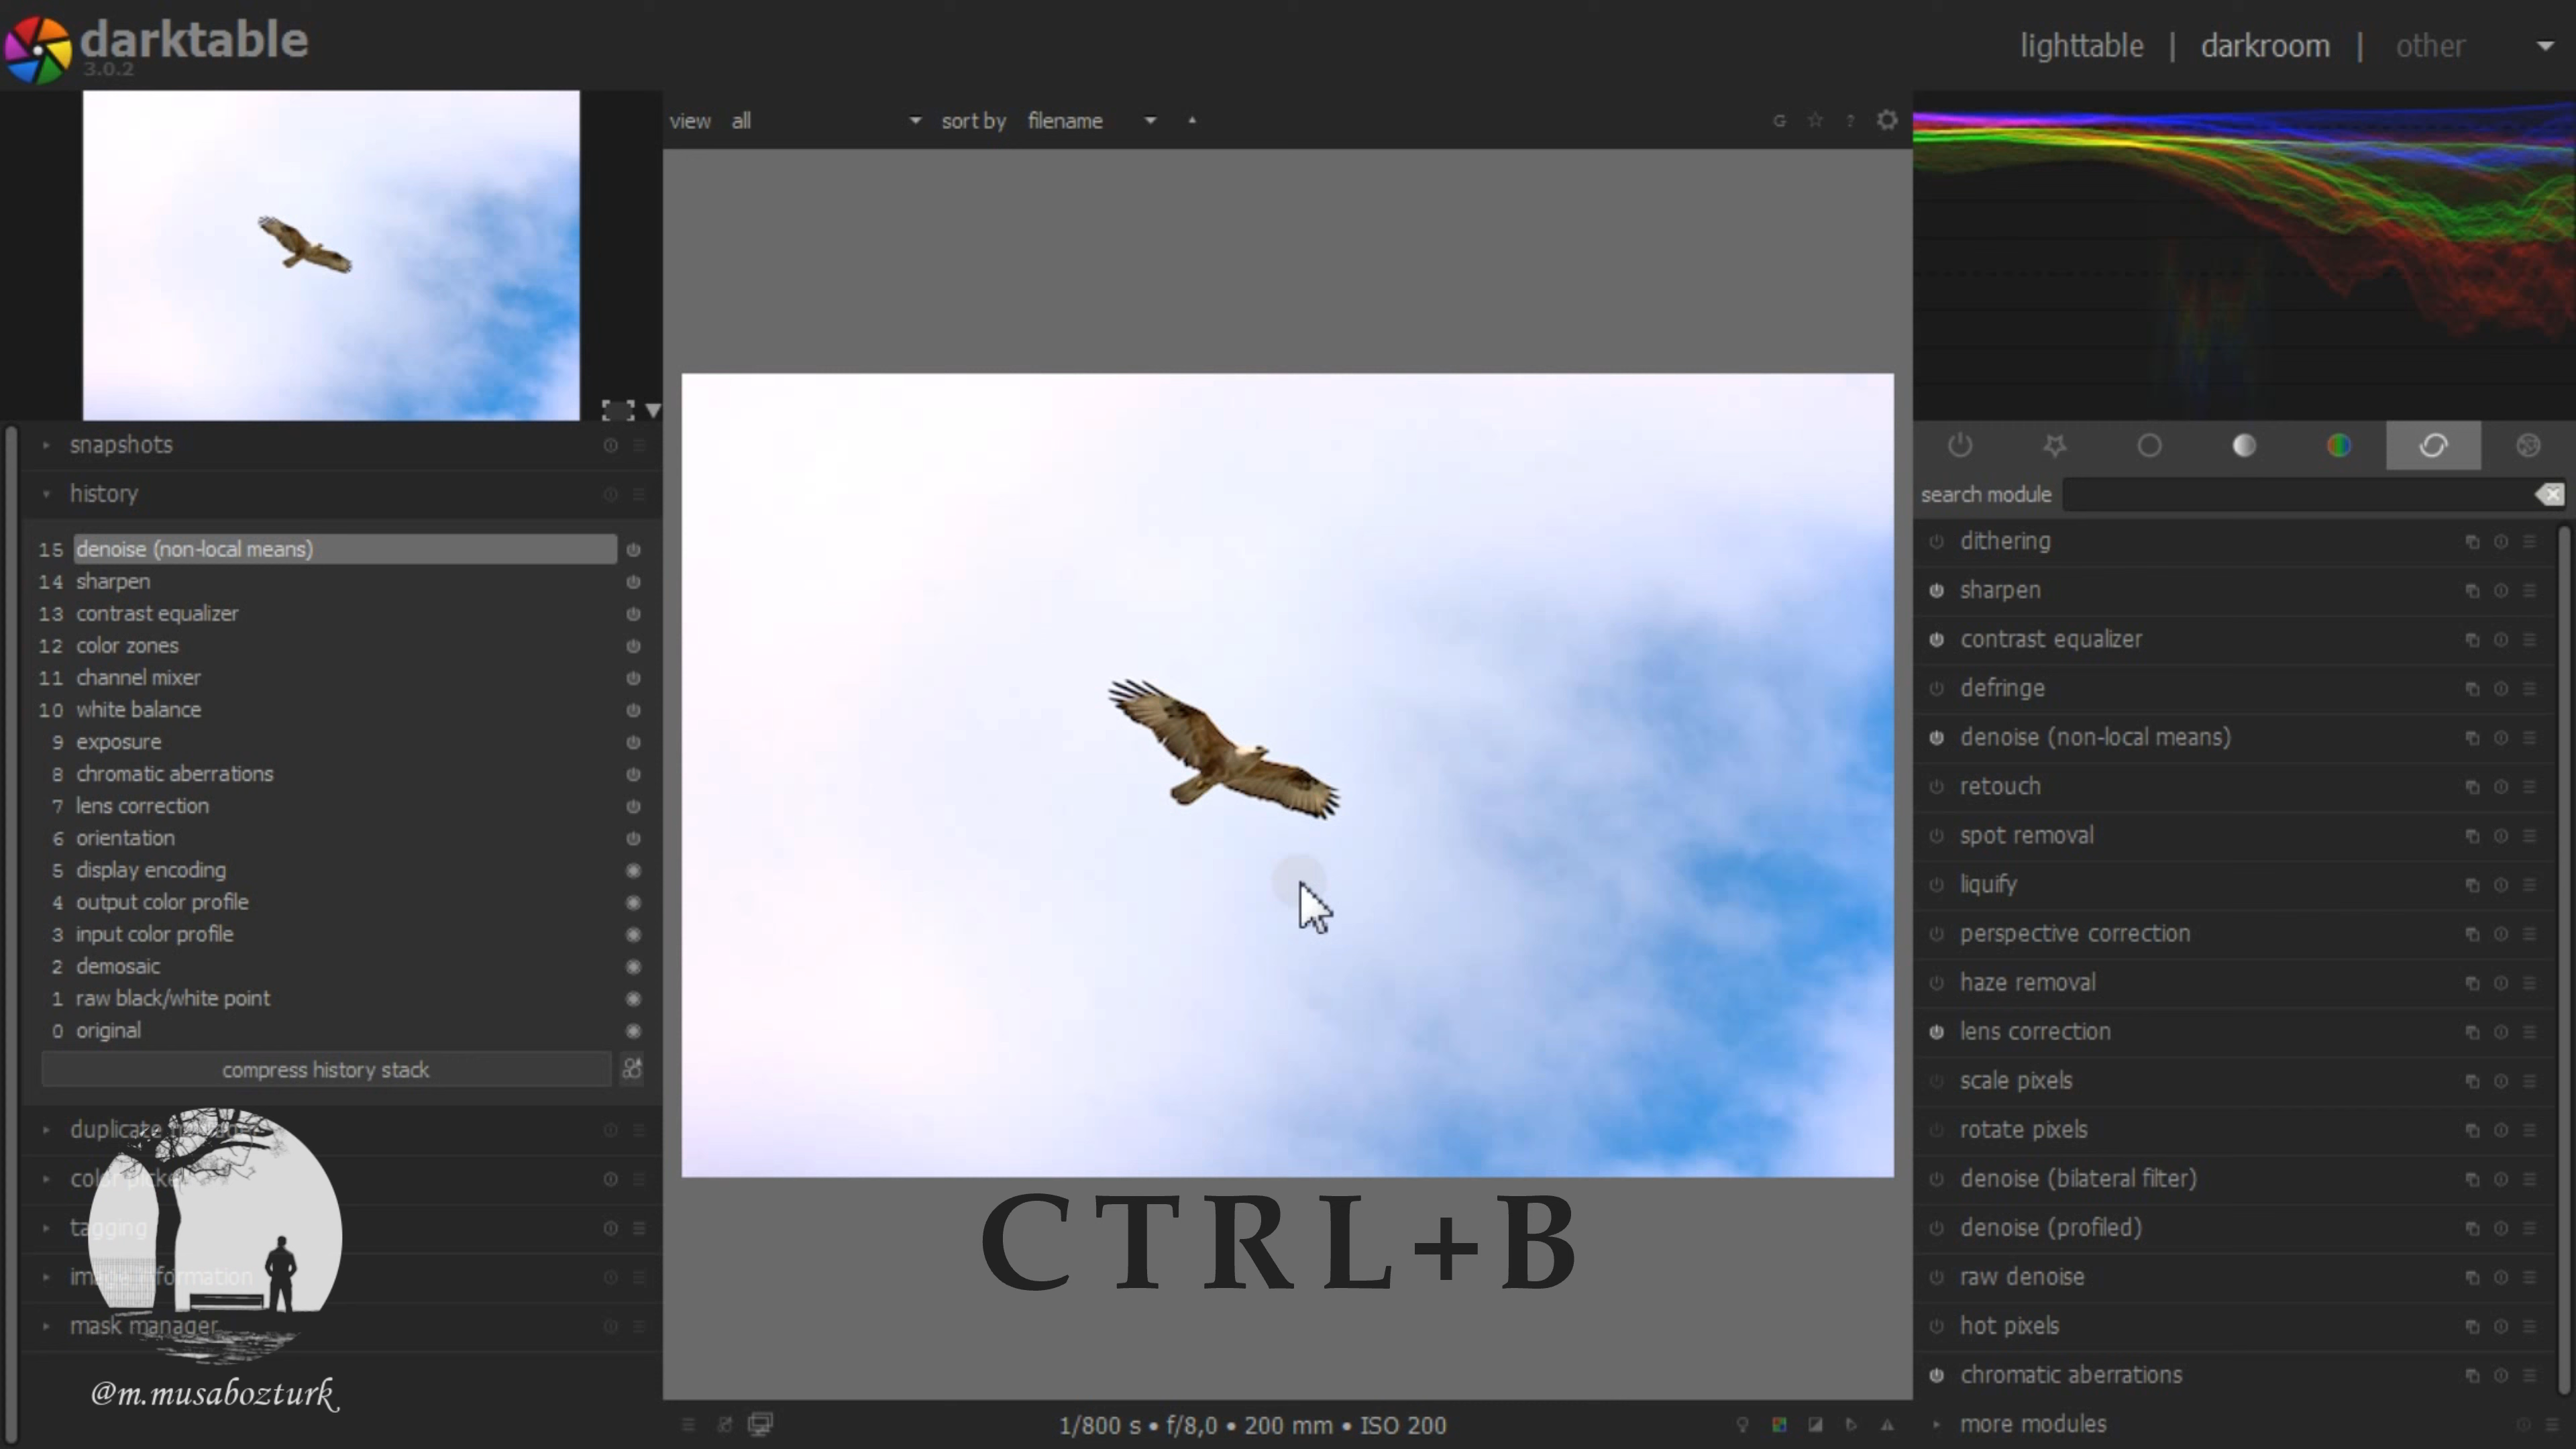 darktable
3.0.2
lighttable | darkroom | other
view all sort by filename
G ☆ ?
snapshots
history
15 denoise (non-local means)
14 sharpen
13 contrast equalizer
12 color zones
11 channel mixer
10 white balance
9 exposure
8 chromatic aberrations
7 lens correction
6 orientation
5 display encoding
4 output color profile
3 input color profile
2 demosaic
1 raw black/white point
0 original
compress history stack
duplicate
color picker
tagging
image information
mask manager
@m.musabozturk
CTRL+B
1/800 s • f/8,0 • 200 mm • ISO 200
search module
dithering
sharpen
contrast equalizer
defringe
denoise (non-local means)
retouch
spot removal
liquify
perspective correction
haze removal
lens correction
scale pixels
rotate pixels
denoise (bilateral filter)
denoise (profiled)
raw denoise
hot pixels
chromatic aberrations
more modules